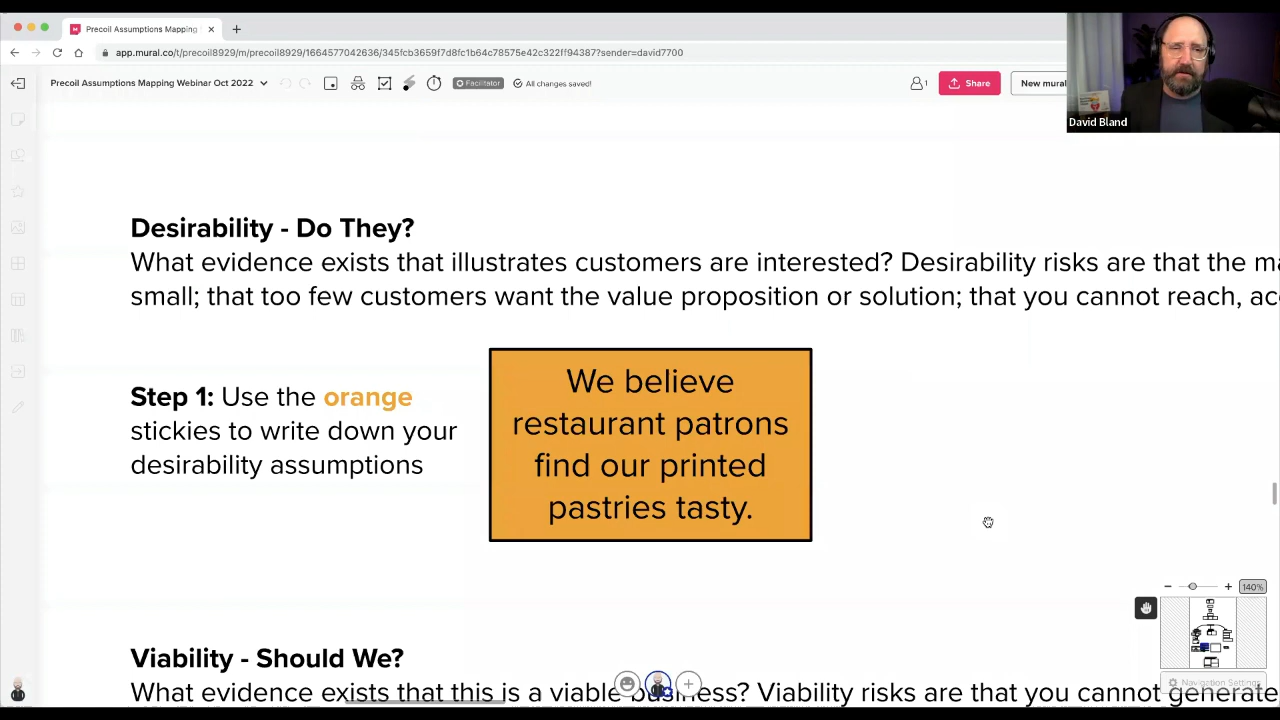 Precoil Assumptions Mapping
app.mural.co/t/precoil8929/m/precoil8929/1664577042636/345fcb3659f7d8fc1b64c78575e42c322ff94387?sender=david7700
Precoil Assumptions Mapping Webinar Oct 2022
Facilitator
All changes saved!
1
Share
New mural
David Bland
Desirability - Do They?
What evidence exists that illustrates customers are interested? Desirability risks are that the ma
small; that too few customers want the value proposition or solution; that you cannot reach, acc
Step 1: Use the orange
stickies to write down your
desirability assumptions
We believe
restaurant patrons
find our printed
pastries tasty.
140%
Viability - Should We?
What evidence exists that this is a viable business? Viability risks are that you cannot generate
Navigation Settings